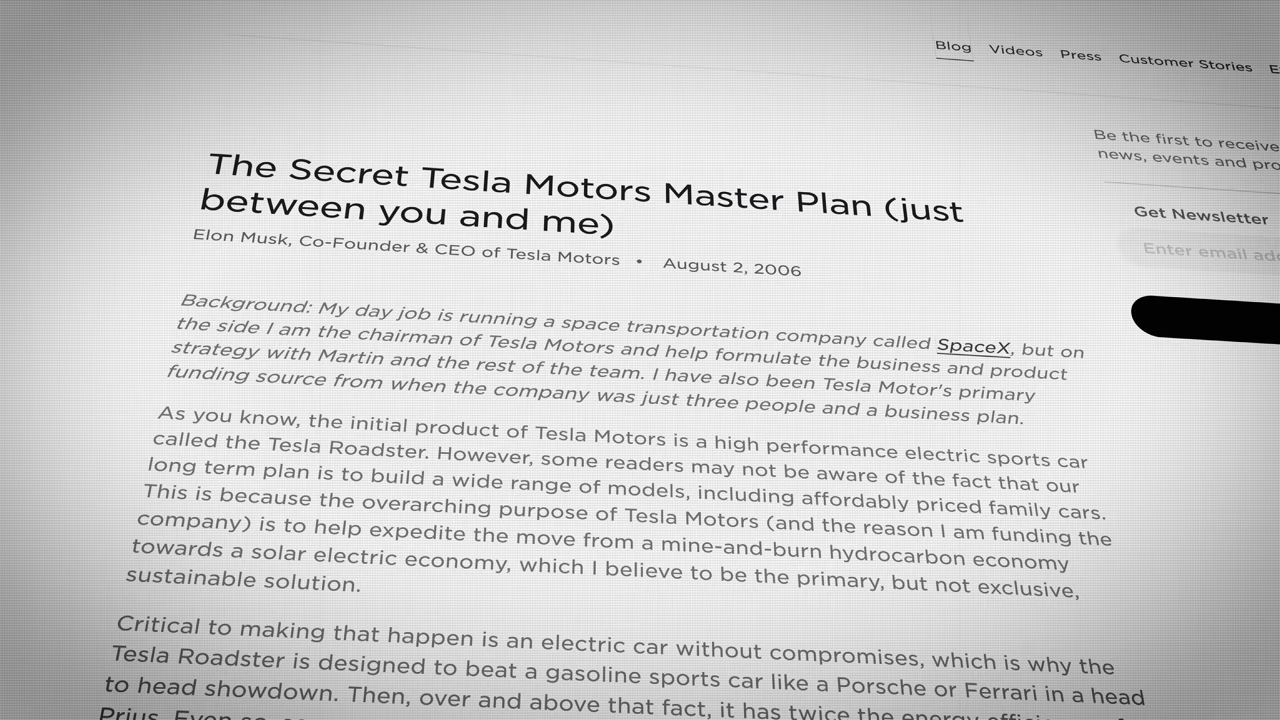 Blog Videos Press Customer Stories
Be the first to receive
news, events and pro
Get Newsletter
Enter email add
The Secret Tesla Motors Master Plan (just
between you and me)
Elon Musk, Co-Founder & CEO of Tesla Motors • August 2, 2006
Background: My day job is running a space transportation company called SpaceX, but on
the side I am the chairman of Tesla Motors and help formulate the business and product
strategy with Martin and the rest of the team. I have also been Tesla Motor's primary
funding source from when the company was just three people and a business plan.
As you know, the initial product of Tesla Motors is a high performance electric sports car
called the Tesla Roadster. However, some readers may not be aware of the fact that our
long term plan is to build a wide range of models, including affordably priced family cars.
This is because the overarching purpose of Tesla Motors (and the reason I am funding the
company) is to help expedite the move from a mine-and-burn hydrocarbon economy
towards a solar electric economy, which I believe to be the primary, but not exclusive,
sustainable solution.
Critical to making that happen is an electric car without compromises, which is why the
Tesla Roadster is designed to beat a gasoline sports car like a Porsche or Ferrari in a head
to head showdown. Then, over and above that fact, it has twice the energy
Prius. Even so,